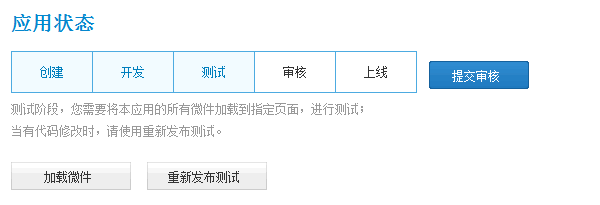 应用状态
创建 开发 测试 审核 上线 提交审核
测试阶段，您需要将本应用的所有微件加载到指定页面，进行测试；
当有代码修改时，请使用重新发布测试。
加载微件 重新发布测试